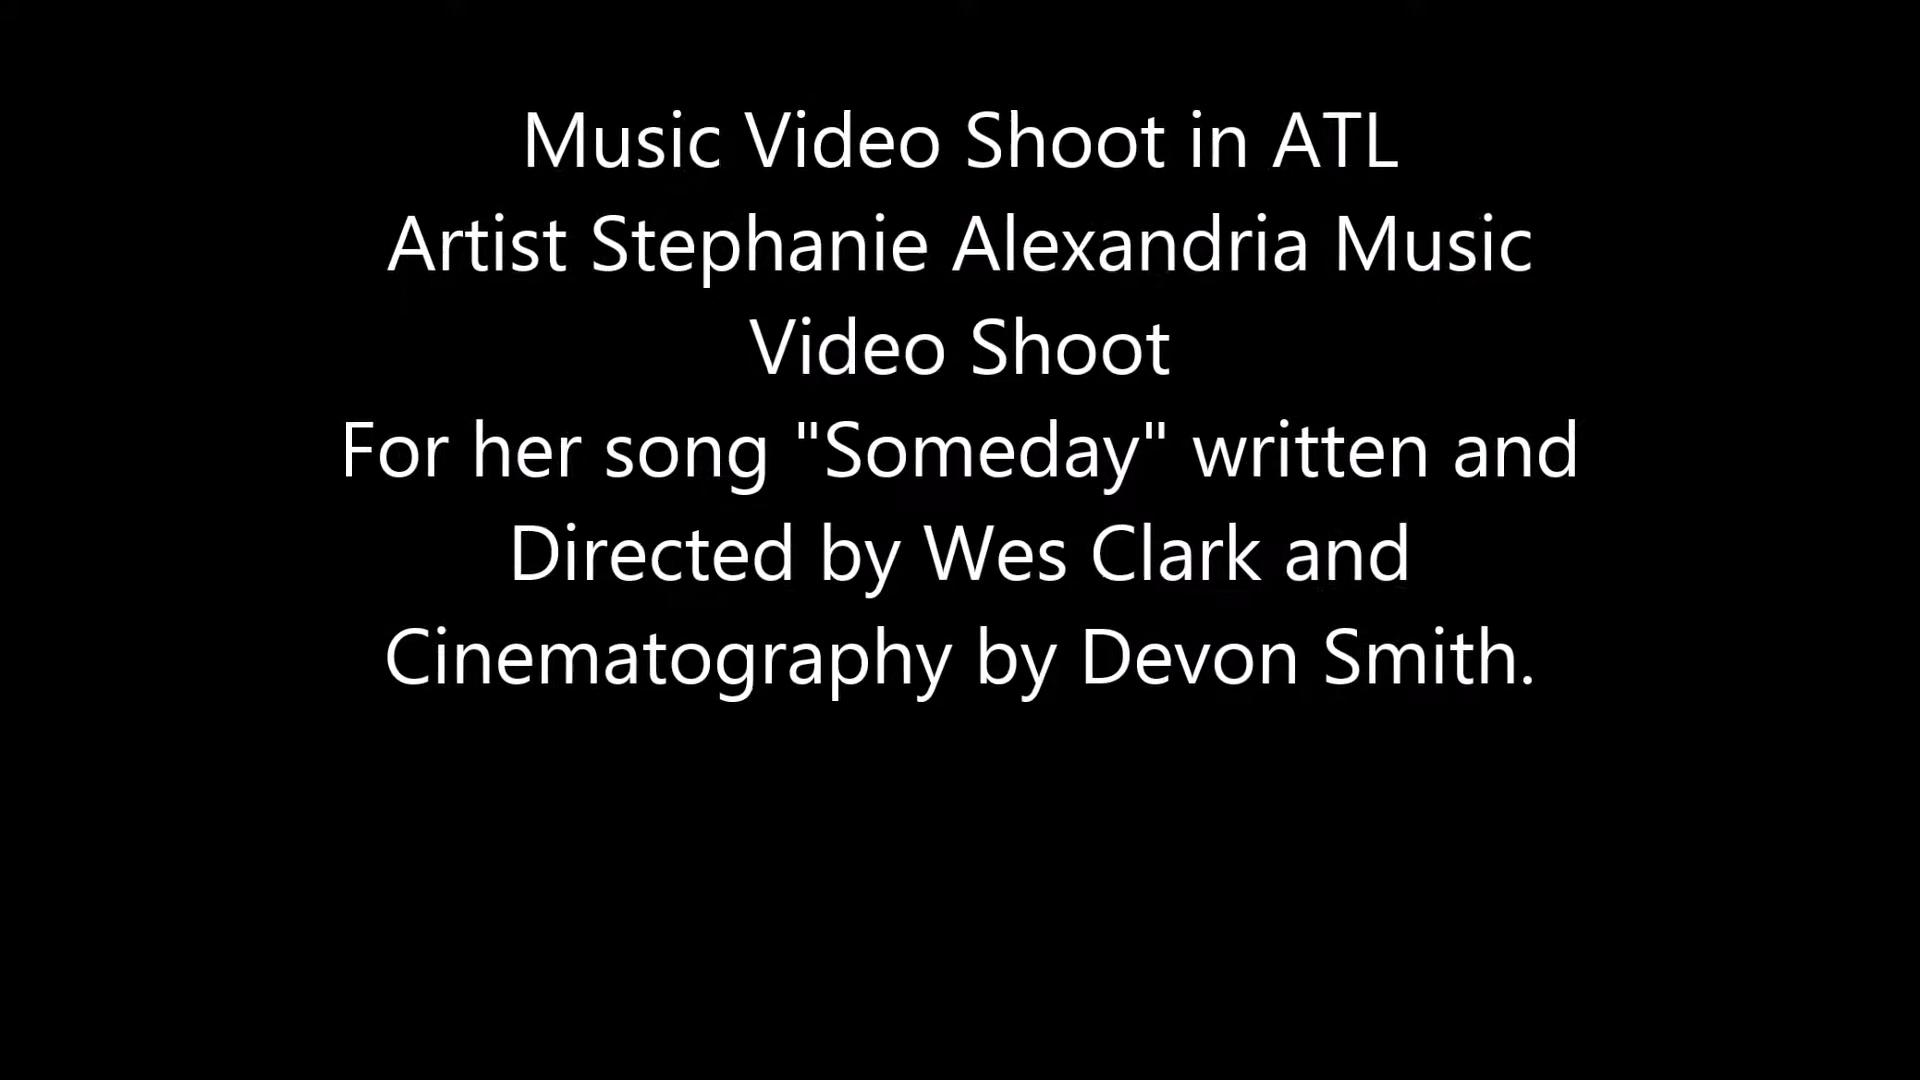 Music Video Shoot in ATL
Artist Stephanie Alexandria Music
Video Shoot
For her song "Someday" written and
Directed by Wes Clark and
Cinematography by Devon Smith.